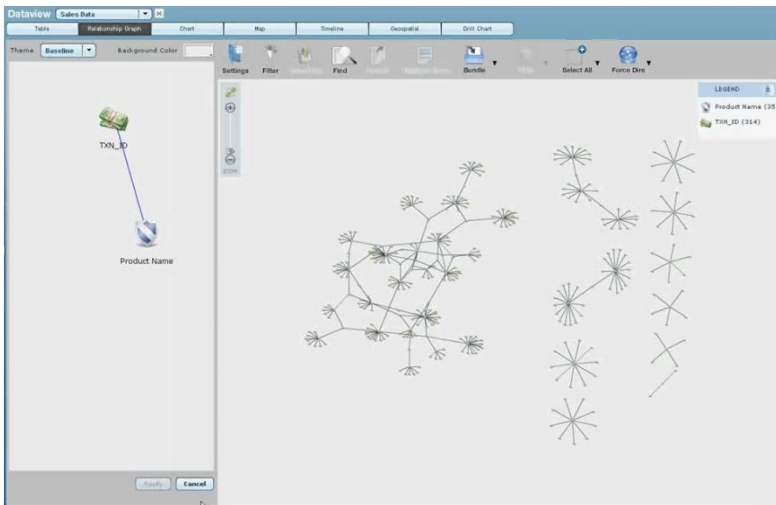 Dataview Sales Data
Table Relationship Graph Chart Map Timeline Geospatial Drill Chart
Theme Baseline Background Color
Settings Filter Find Bundle Select All Force Dire
ZOOM
LEGEND
Product Name (35
TXN_ID (314)
TXN_ID
Product Name
Apply Cancel